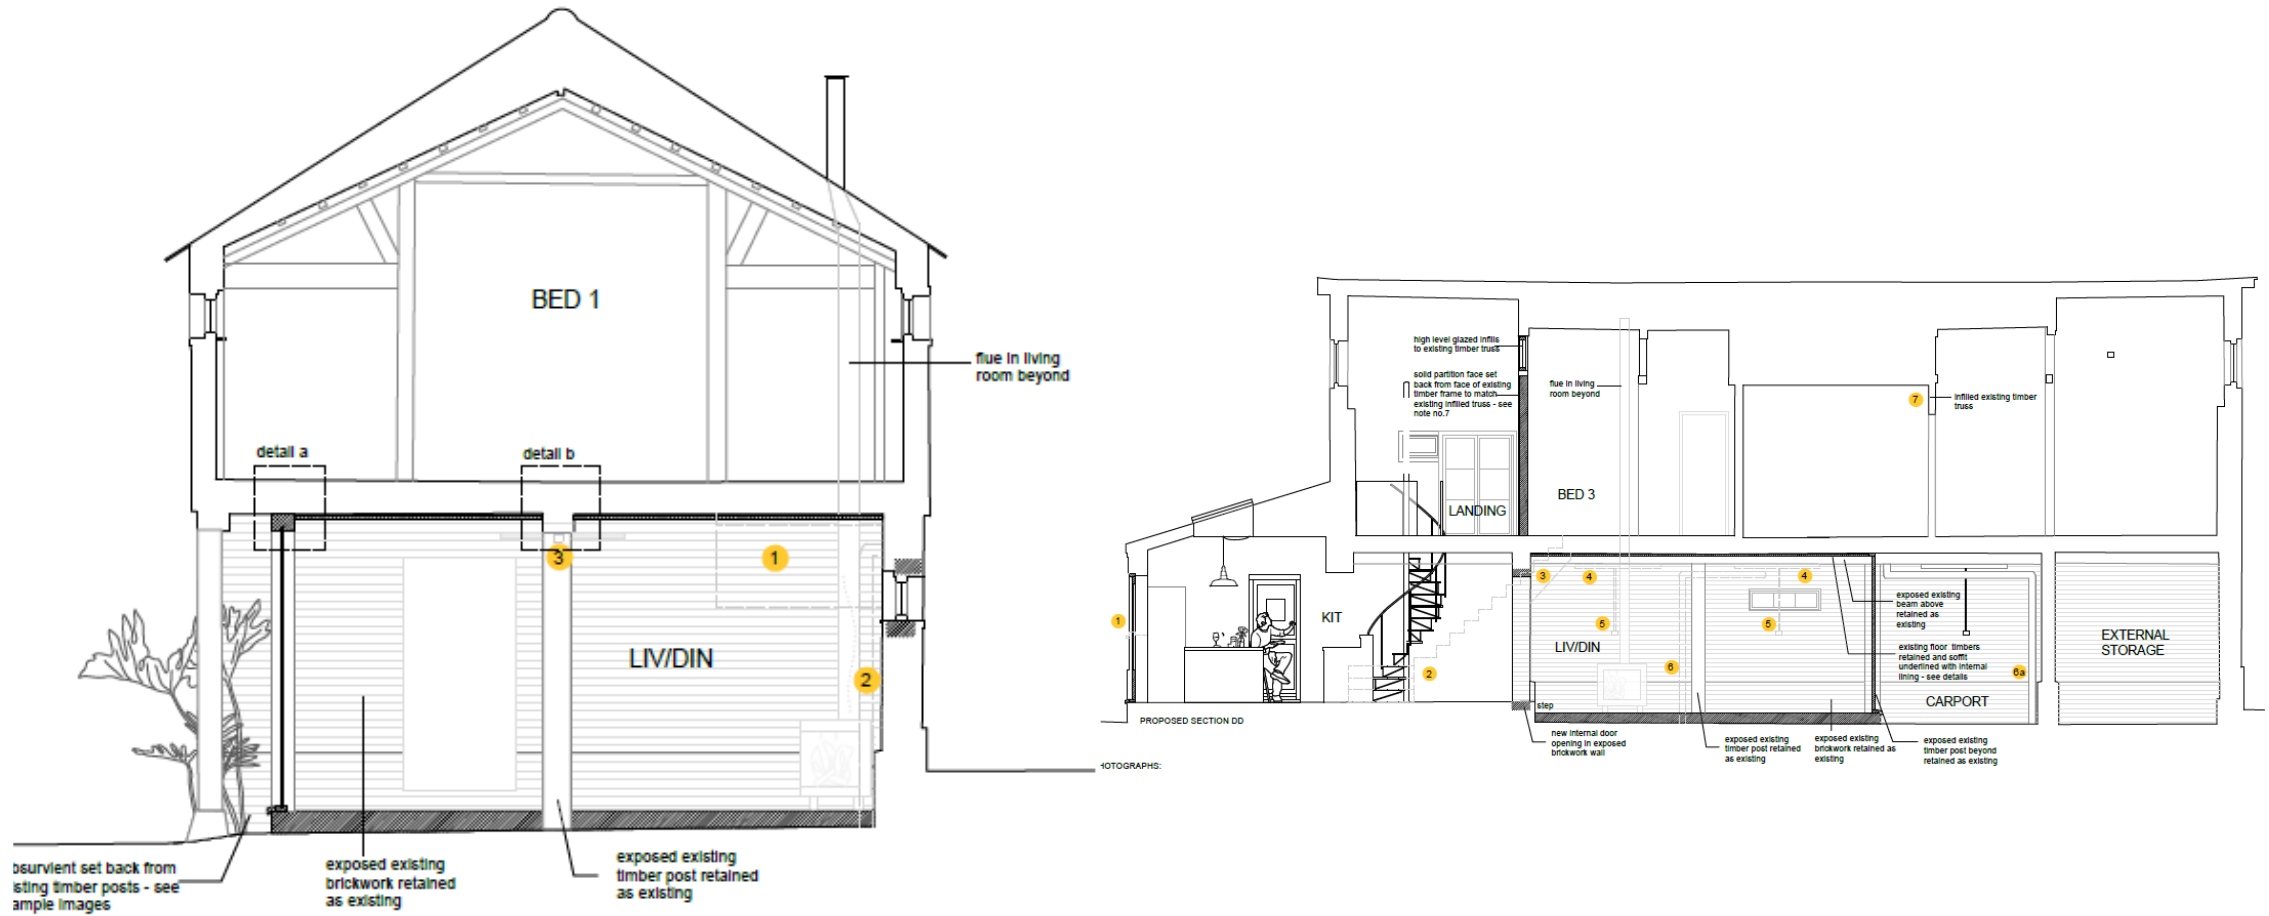 BED 1
flue in living
room beyond
detail a
detail b
3
1
LIV/DIN
2
bsurvient set back from
isting timber posts - see
ample images
exposed existing
brickwork retained
as existing
exposed existing
timber post retained
as existing
high level glazed infills
to existing timber truss
solid partition face set
back from face of existing
timber frame to match
existing infilled truss - see
note no.7
flue in living
room beyond
7
infilled existing timber
truss
BED 3
LANDING
3
4
4
1
KIT
5
5
LIV/DIN
6
2
exposed existing
beam above
retained as
existing
existing floor timbers
retained and soffit
underlined with internal
lining - see details
6a
CARPORT
EXTERNAL
STORAGE
step
PROPOSED SECTION DD
new internal door
opening in exposed
brickwork wall
exposed existing
timber post retained
as existing
exposed existing
brickwork retained as
existing
exposed existing
timber post beyond
retained as existing
HOTOGRAPHS: